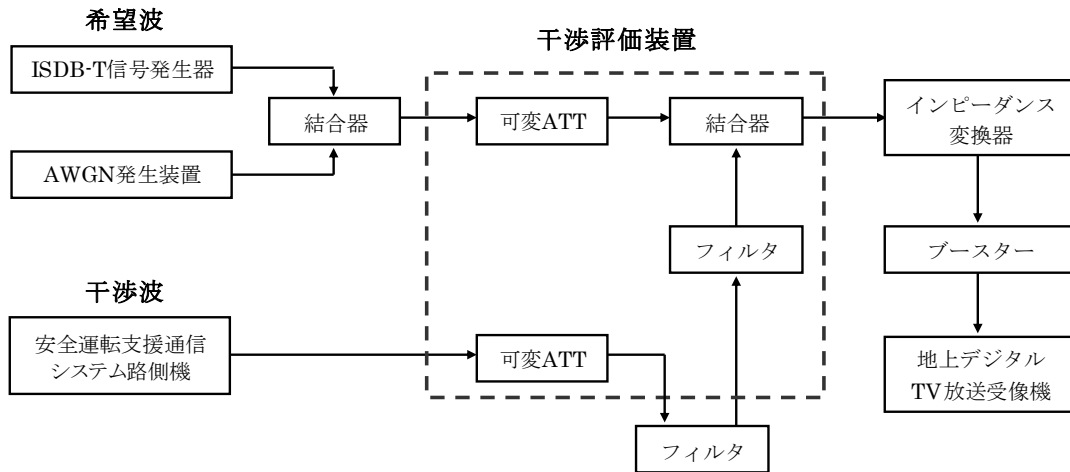 希望波
ISDB-T信号発生器
結合器
AWGN発生装置
干渉評価装置
可変ATT
結合器
インピーダンス
変換器
フィルタ
ブースター
干渉波
安全運転支援通信
システム路側機
可変ATT
地上デジタル
TV放送受像機
フィルタ